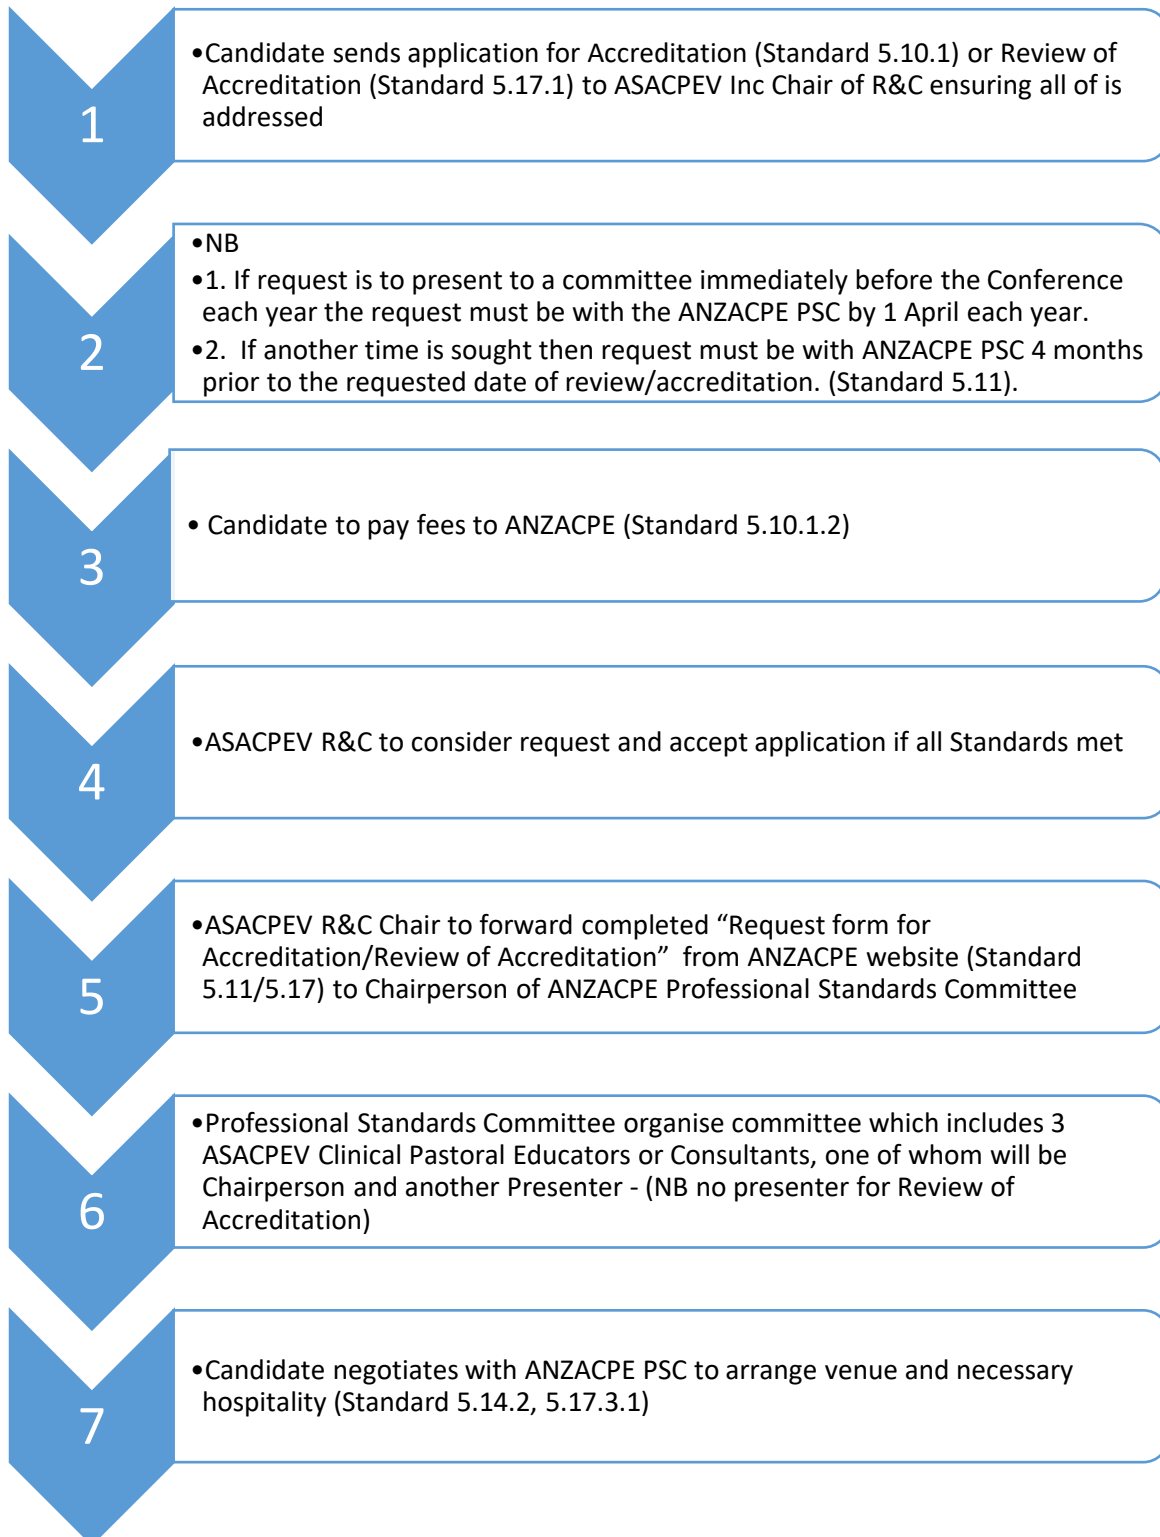 1
•Candidate sends application for Accreditation (Standard 5.10.1) or Review of
Accreditation (Standard 5.17.1) to ASACPEV Inc Chair of R&C ensuring all of is
addressed
2
•NB
•1. If request is to present to a committee immediately before the Conference
each year the request must be with the ANZACPE PSC by 1 April each year.
•2. If another time is sought then request must be with ANZACPE PSC 4 months
prior to the requested date of review/accreditation. (Standard 5.11).
3
• Candidate to pay fees to ANZACPE (Standard 5.10.1.2)
4
•ASACPEV R&C to consider request and accept application if all Standards met
5
•ASACPEV R&C Chair to forward completed “Request form for
Accreditation/Review of Accreditation” from ANZACPE website (Standard
5.11/5.17) to Chairperson of ANZACPE Professional Standards Committee
6
•Professional Standards Committee organise committee which includes 3
ASACPEV Clinical Pastoral Educators or Consultants, one of whom will be
Chairperson and another Presenter - (NB no presenter for Review of
Accreditation)
7
•Candidate negotiates with ANZACPE PSC to arrange venue and necessary
hospitality (Standard 5.14.2, 5.17.3.1)